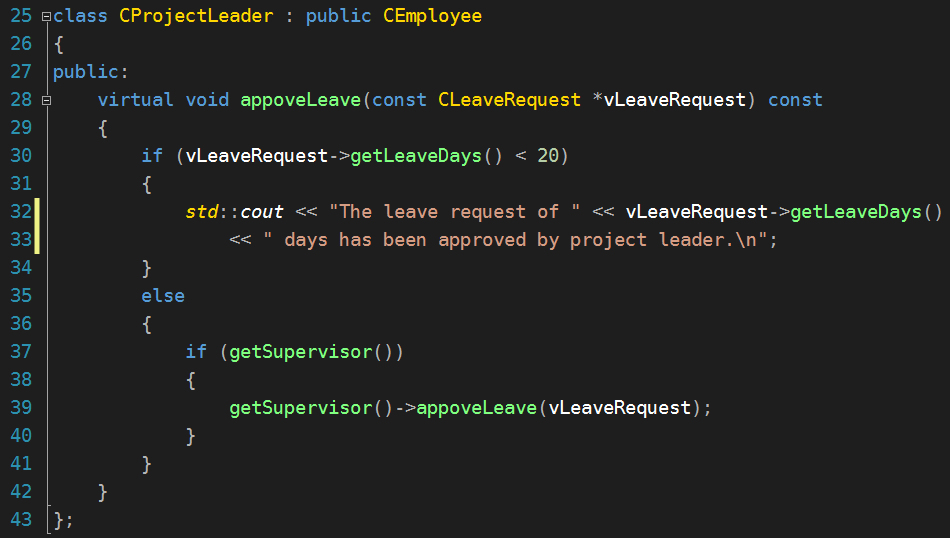 25 class CProjectLeader : public CEmployee
26 {
27 public:
28     virtual void appoveLeave(const CLeaveRequest *vLeaveRequest) const
29     {
30         if (vLeaveRequest->getLeaveDays() < 20)
31         {
32             std::cout << "The leave request of " << vLeaveRequest->getLeaveDays()
33                 << " days has been approved by project leader.\n";
34         }
35         else
36         {
37             if (getSupervisor())
38             {
39                 getSupervisor()->appoveLeave(vLeaveRequest);
40             }
41         }
42     }
43 };